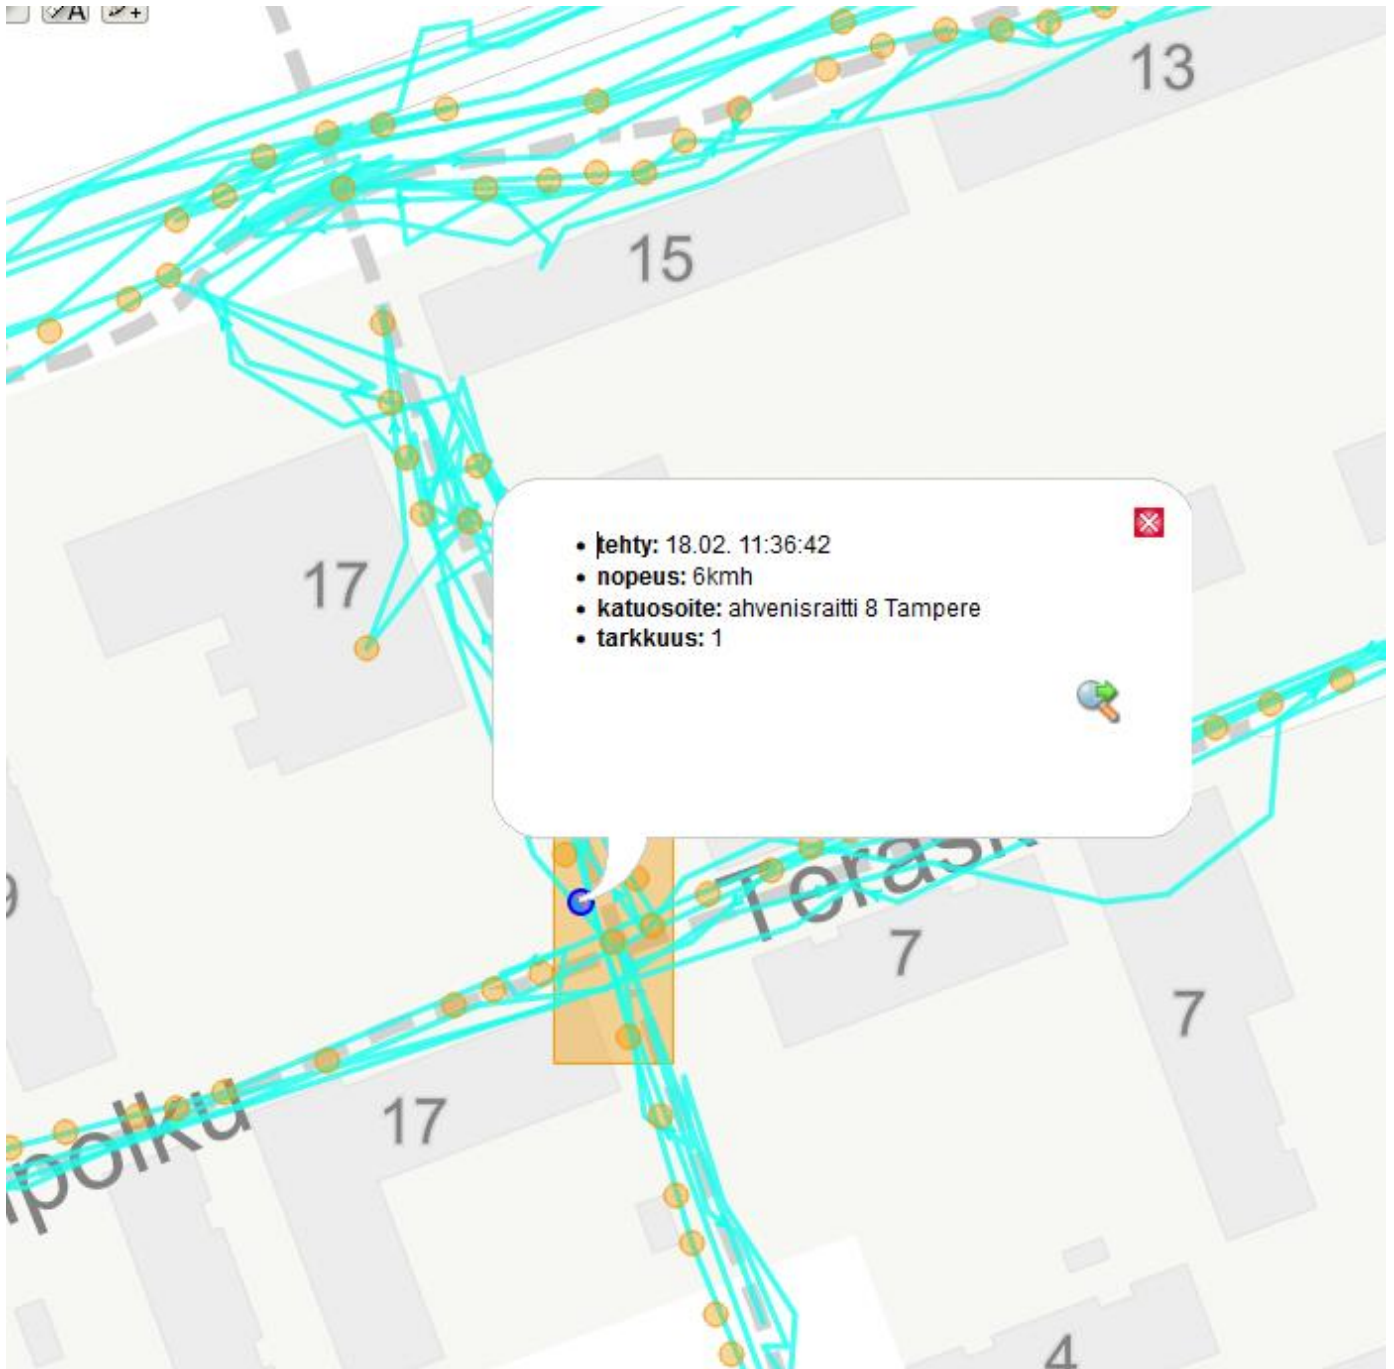 A
+
13
15
• tehty: 18.02. 11:36:42
• nopeus: 6kmh
• katuosoite: ahvenisraitti 8 Tampere
• tarkkuus: 1
17
9
7
7
17
polku
4